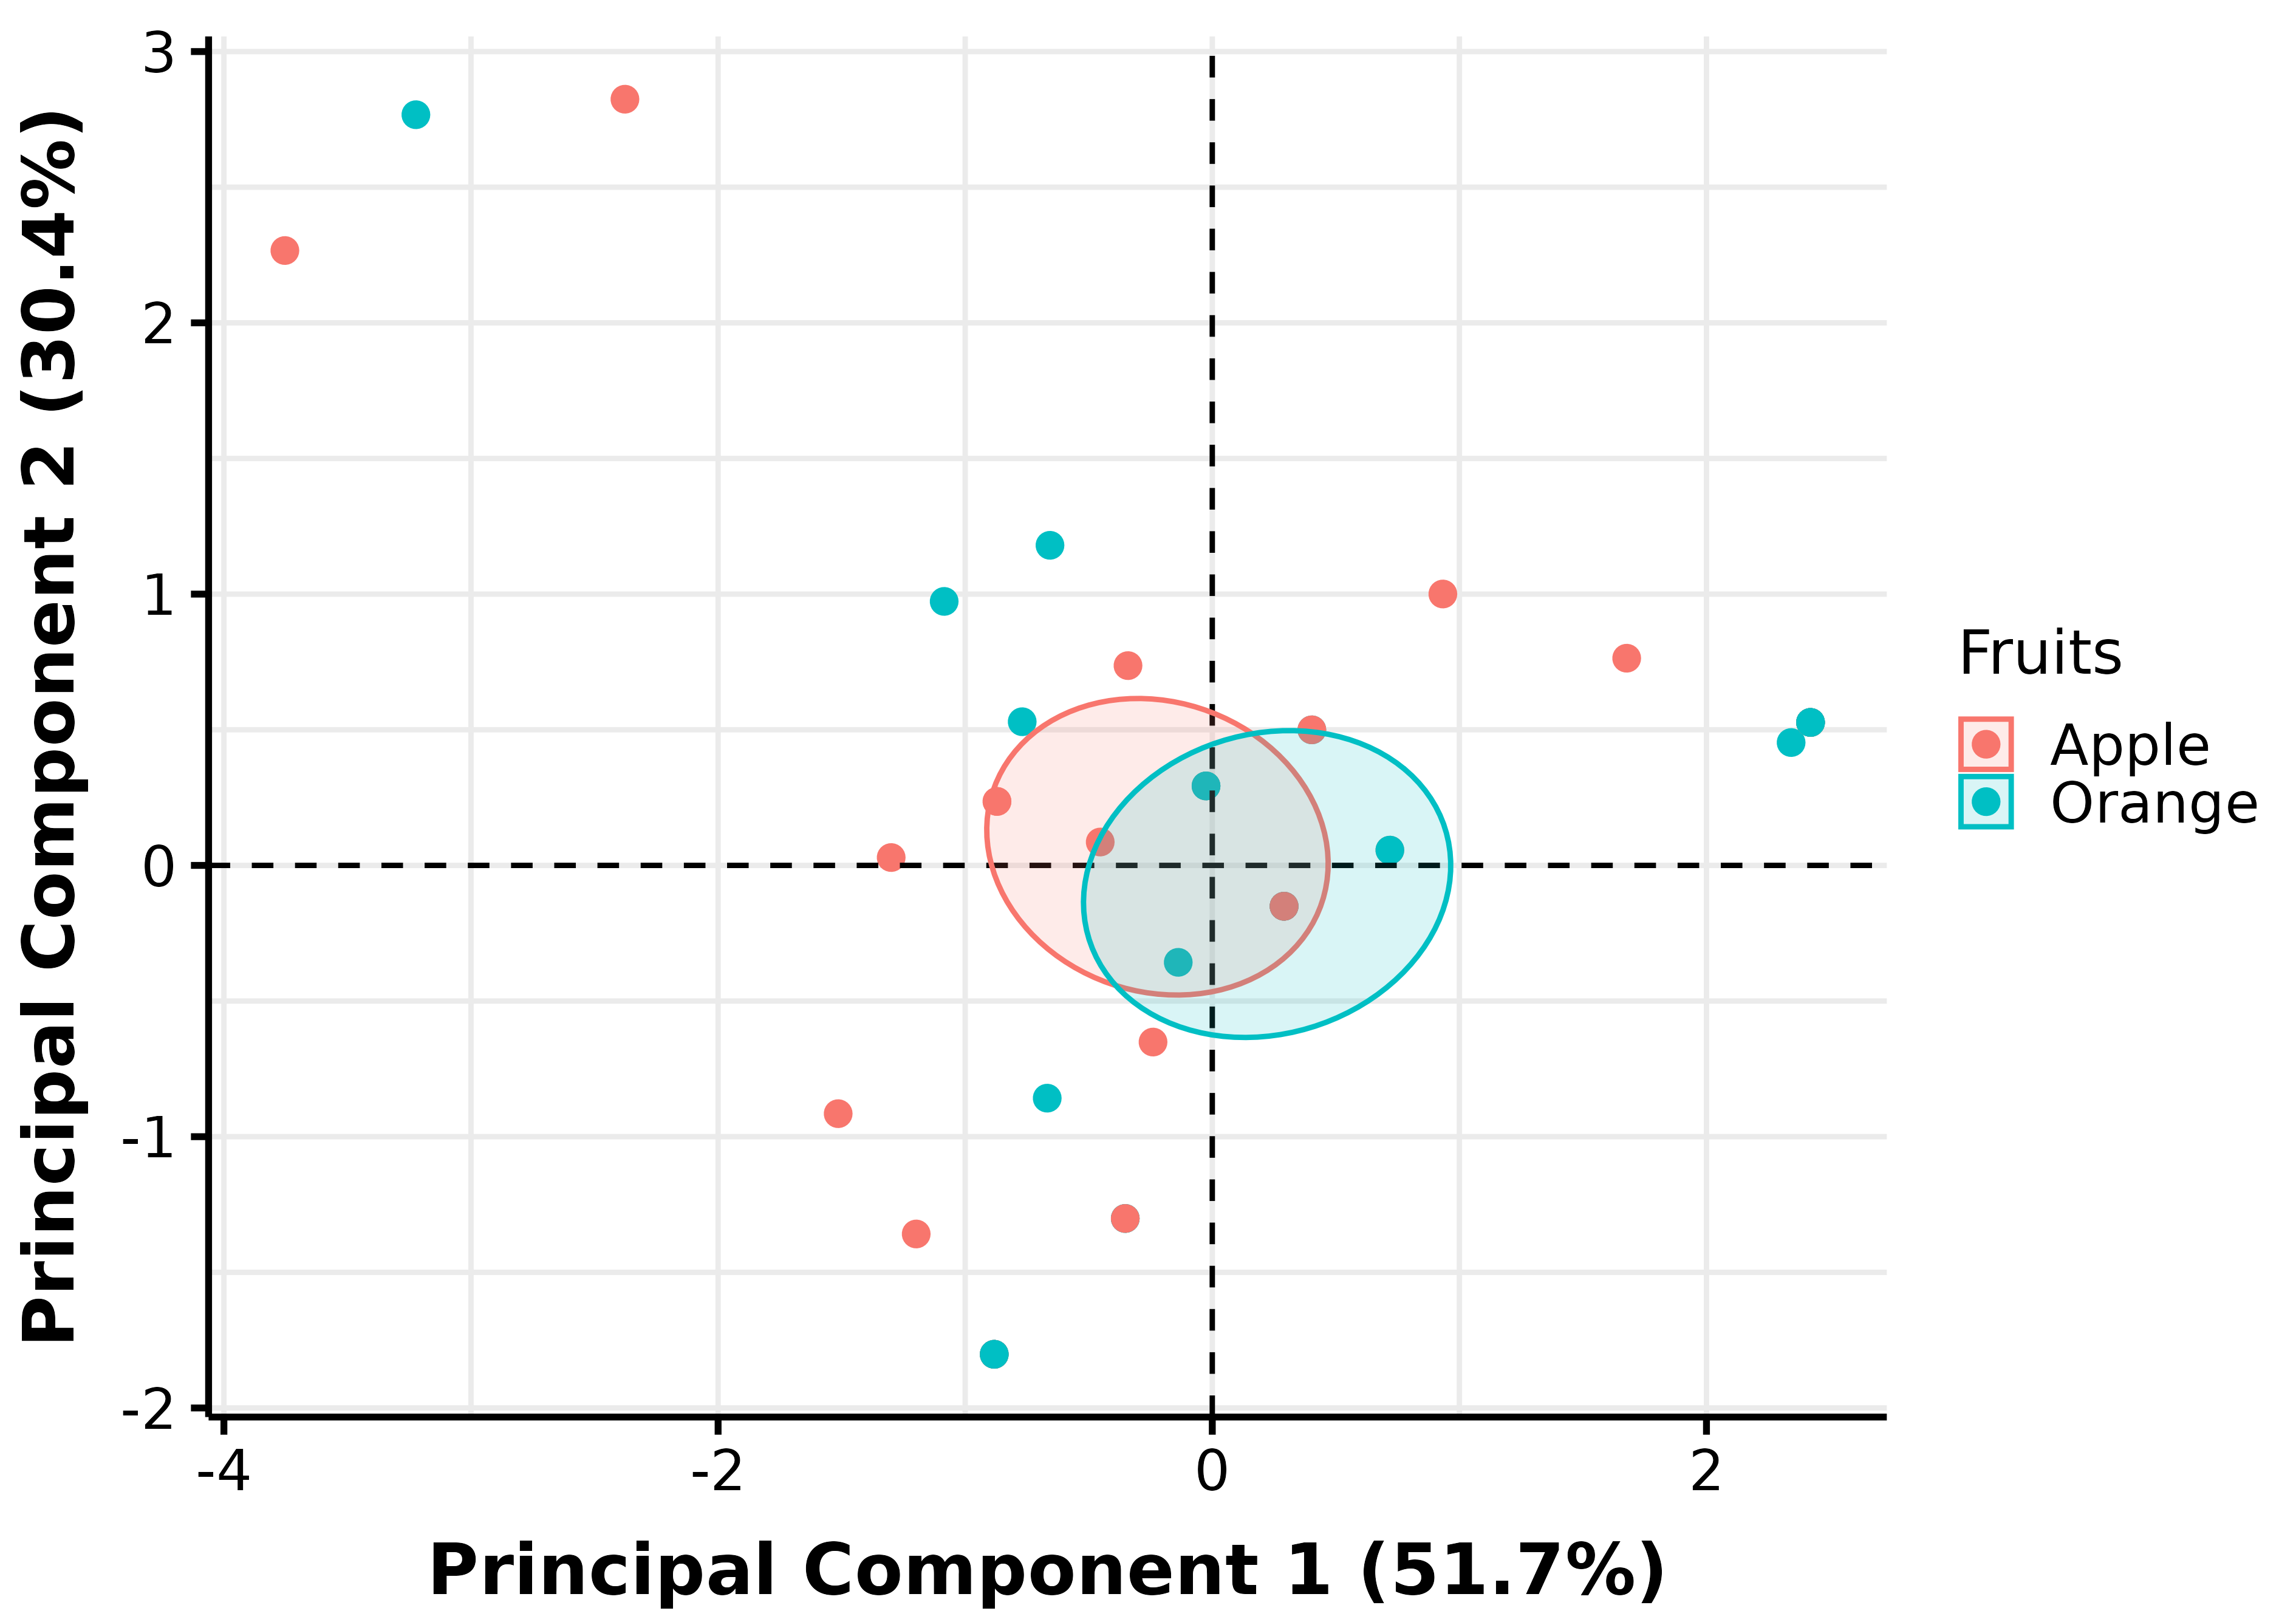 Principal Component 2 (30.4%)
3
2
1
0
-1
-2
-4
-2
0
2
Principal Component 1 (51.7%)
Fruits
Apple
Orange